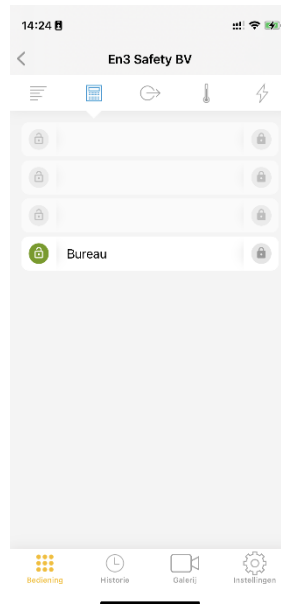 14:24
En3 Safety BV
Bureau
Bediening
Historie
Galerij
Instellingen